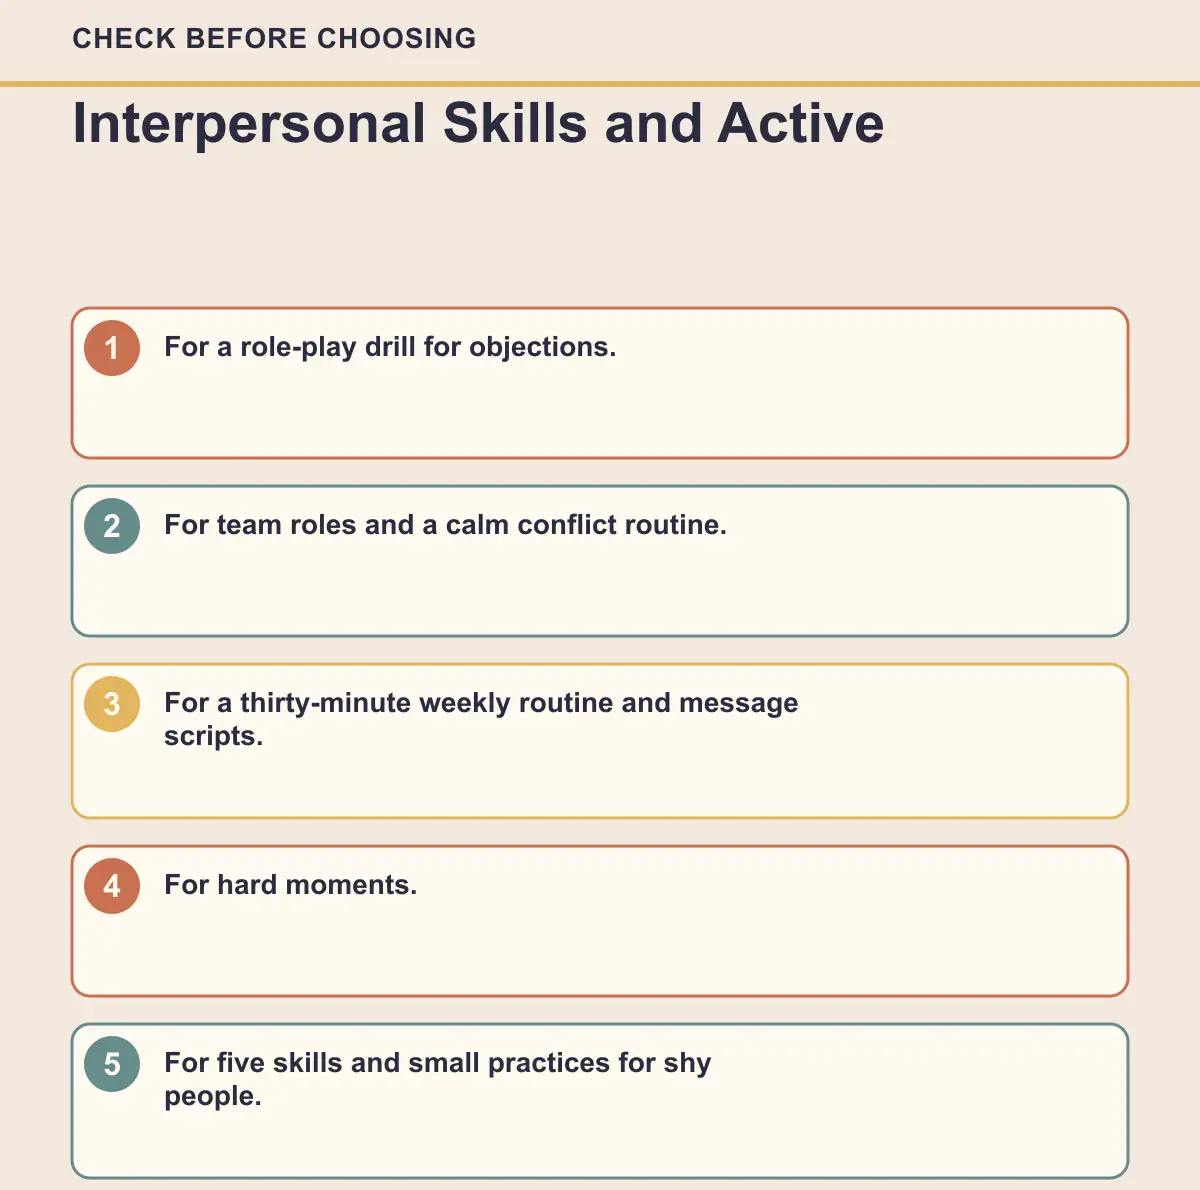 CHECK BEFORE CHOOSING
Interpersonal Skills and Active
1
For a role-play drill for objections.
2
For team roles and a calm conflict routine.
3
For a thirty-minute weekly routine and message
scripts.
4
For hard moments.
5
For five skills and small practices for shy
people.